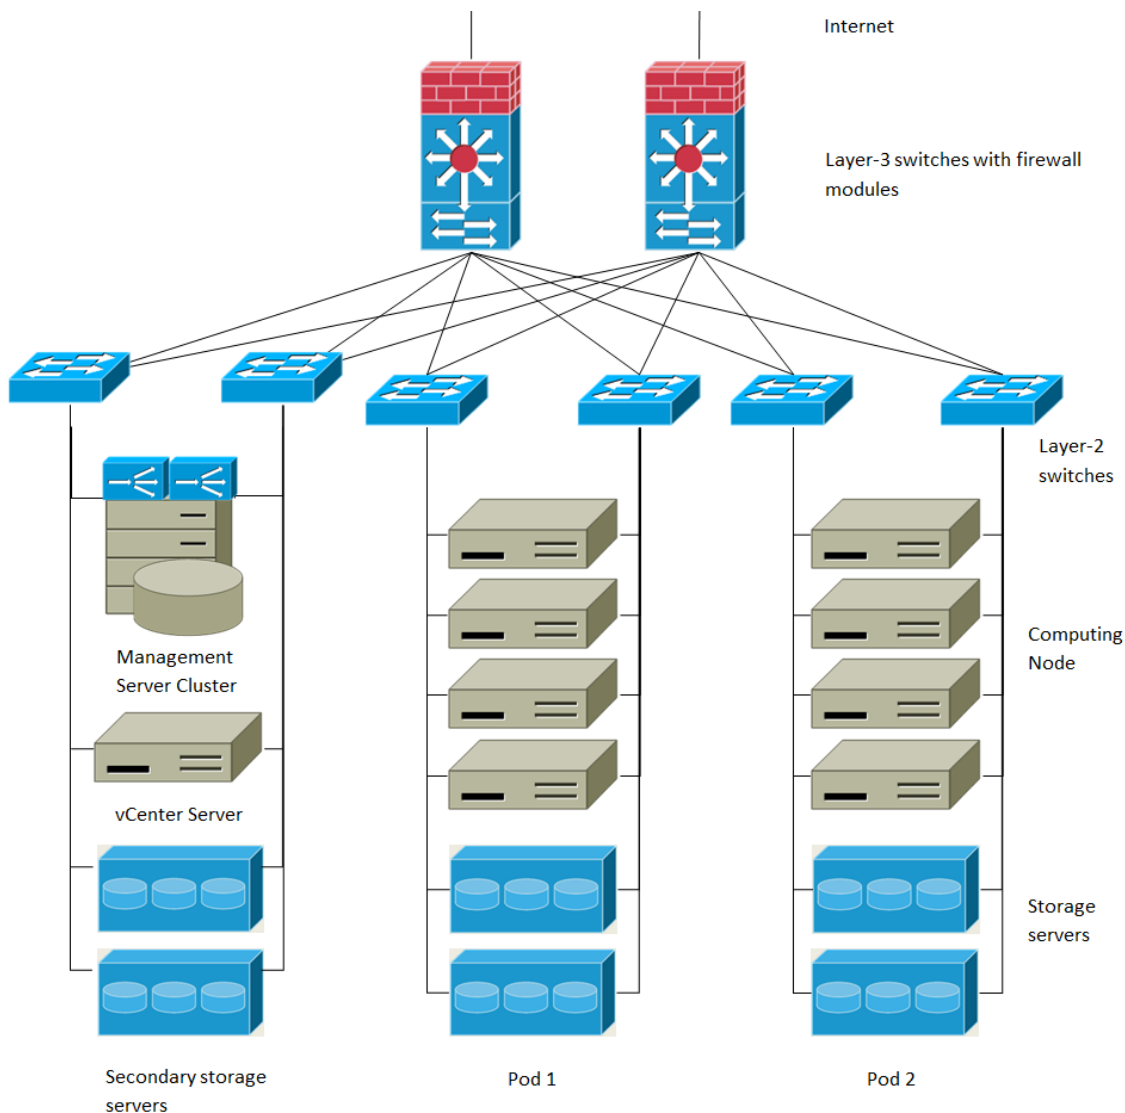 Internet
Layer-3 switches with firewall
modules
Layer-2
switches
Management
Server Cluster
Computing
Node
vCenter Server
Storage
servers
Secondary storage
servers
Pod 1
Pod 2